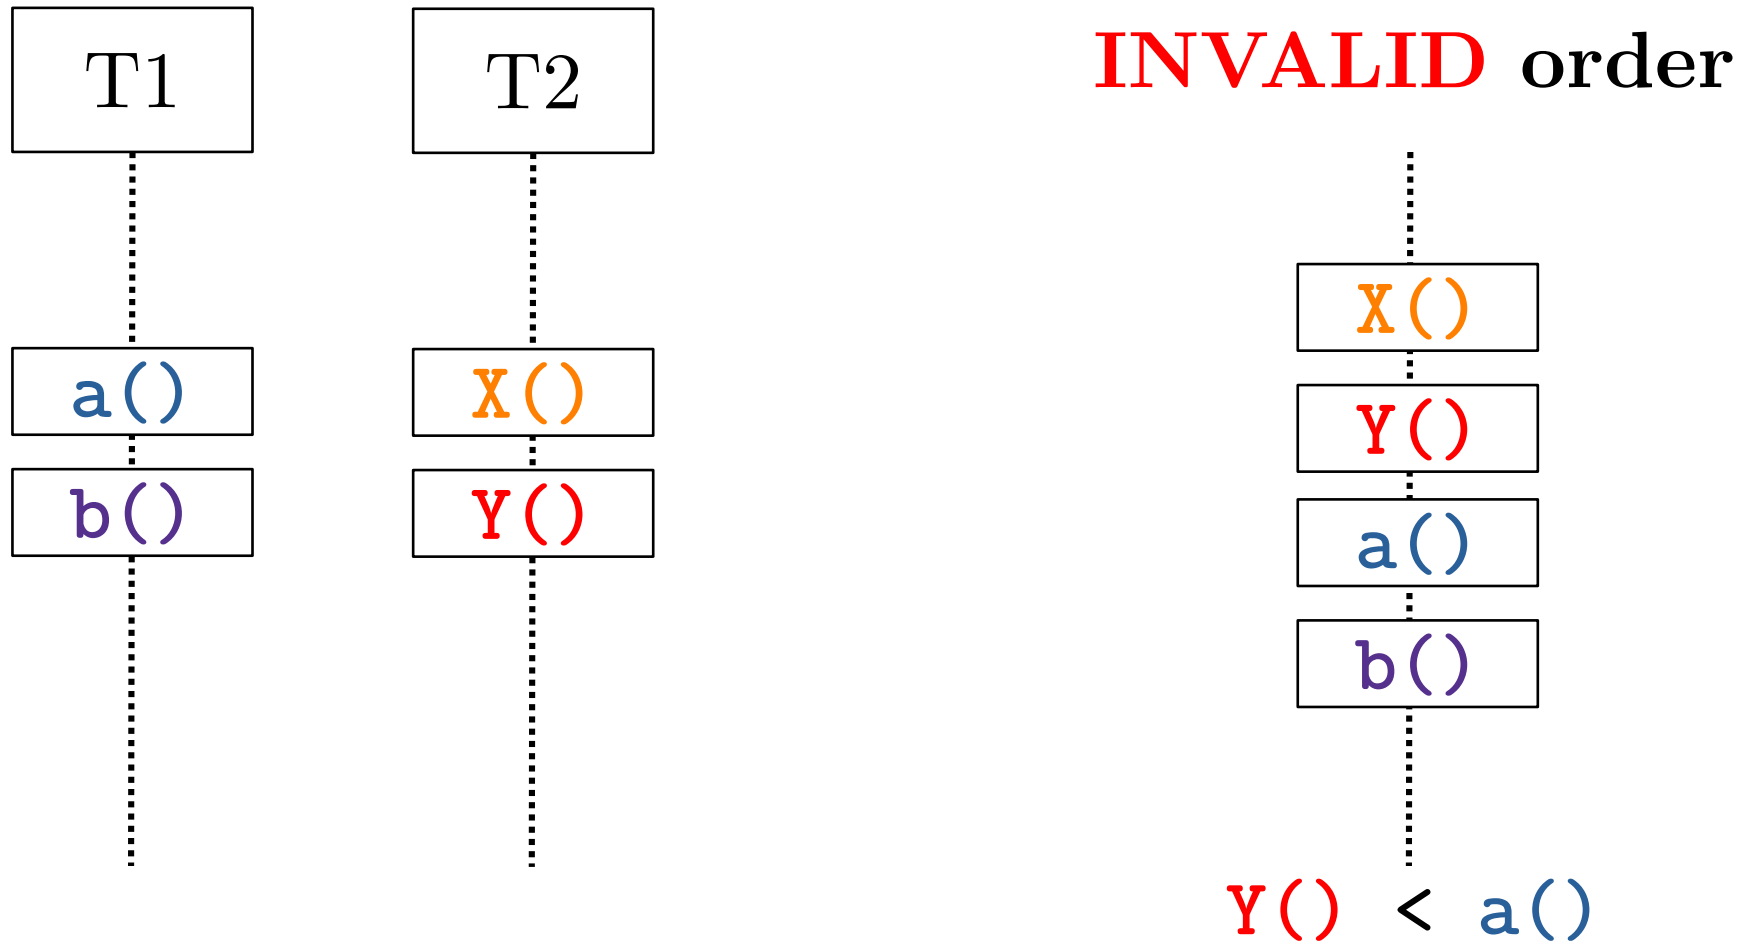 T1
T2
INVALID order
a()
b()
X()
Y()
X()
Y()
a()
b()
Y() < a()